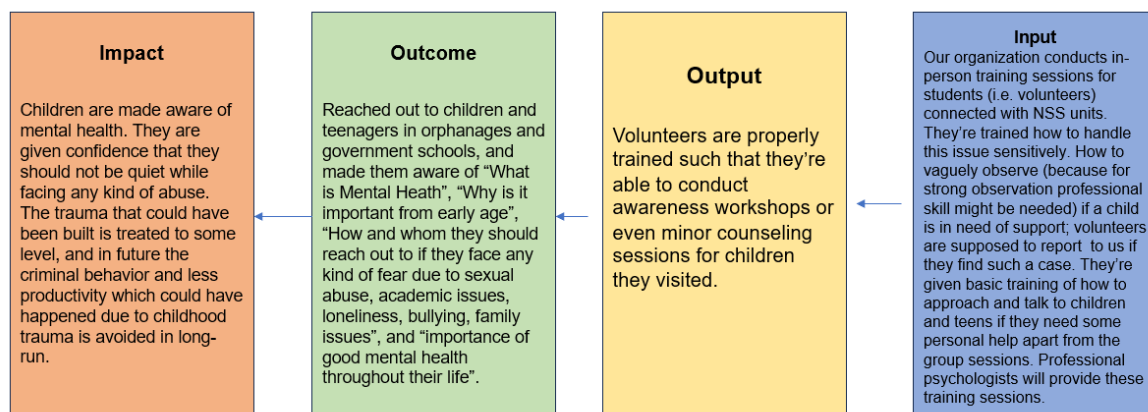 Impact
Children are made aware of
mental health. They are
given confidence that they
should not be quiet while
facing any kind of abuse.
The trauma that could have
been built is treated to some
level, and in future the
criminal behavior and less
productivity which could have
happened due to childhood
trauma is avoided in long-
run.
Outcome
Reached out to children and
teenagers in orphanages and
government schools, and
made them aware of “What
is Mental Heath”, “Why is it
important from early age”,
“How and whom they should
reach out to if they face any
kind of fear due to sexual
abuse, academic issues,
loneliness, bullying, family
issues”, and “importance of
good mental health
throughout their life”.
Output
Volunteers are properly
trained such that they’re
able to conduct
awareness workshops or
even minor counseling
sessions for children
they visited.
Input
Our organization conducts in-
person training sessions for
students (i.e. volunteers)
connected with NSS units.
They’re trained how to handle
this issue sensitively. How to
vaguely observe (because for
strong observation professional
skill might be needed) if a child
is in need of support; volunteers
are supposed to report to us if
they find such a case. They’re
given basic training of how to
approach and talk to children
and teens if they need some
personal help apart from the
group sessions. Professional
psychologists will provide these
training sessions.